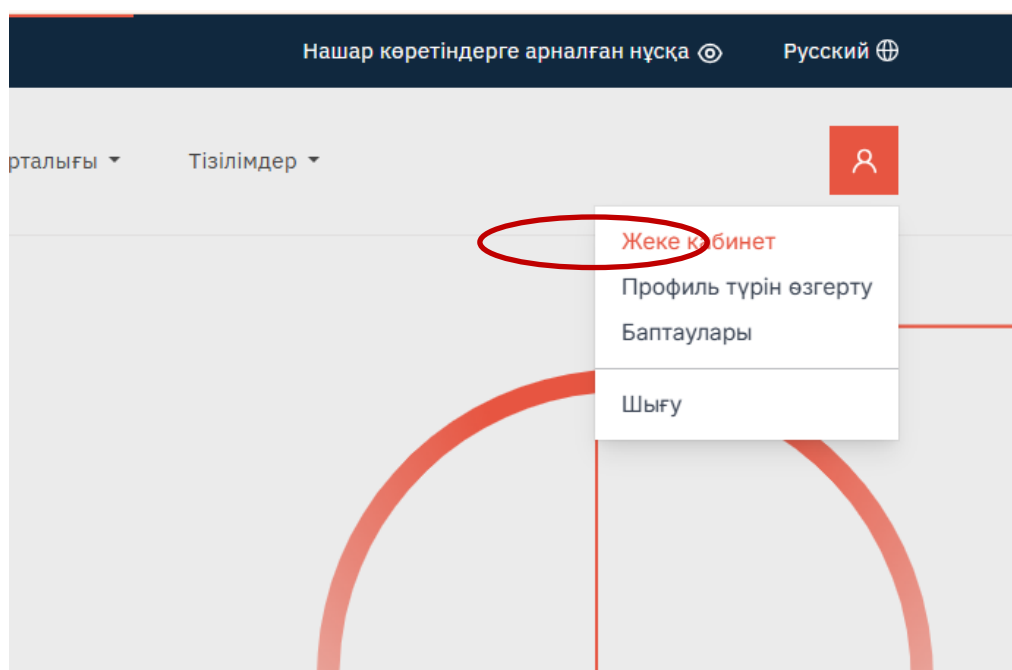 Нашар көретіндерге арналған нұсқа Русский
рталығы Тізілімдер
Жеке кабинет
Профиль түрін өзгерту
Баптаулары
Шығу